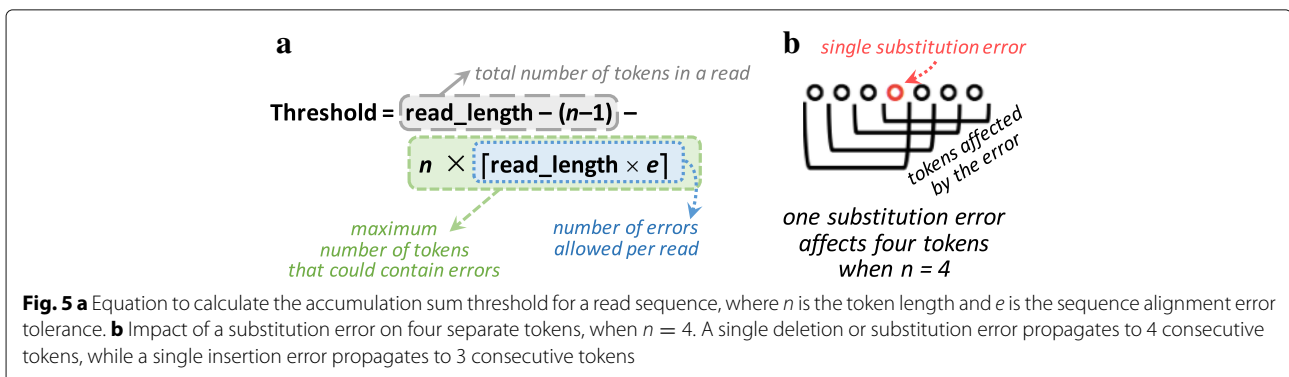 a
total number of tokens in a read
Threshold = read_length – (n–1) –
n × ⌈read_length × e⌉
maximum
number of tokens
that could contain errors
number of errors
allowed per read
b
single substitution error
tokens affected
by the error
one substitution error
affects four tokens
when n = 4
Fig. 5 a Equation to calculate the accumulation sum threshold for a read sequence, where n is the token length and e is the sequence alignment error
tolerance. b Impact of a substitution error on four separate tokens, when n = 4. A single deletion or substitution error propagates to 4 consecutive
tokens, while a single insertion error propagates to 3 consecutive tokens